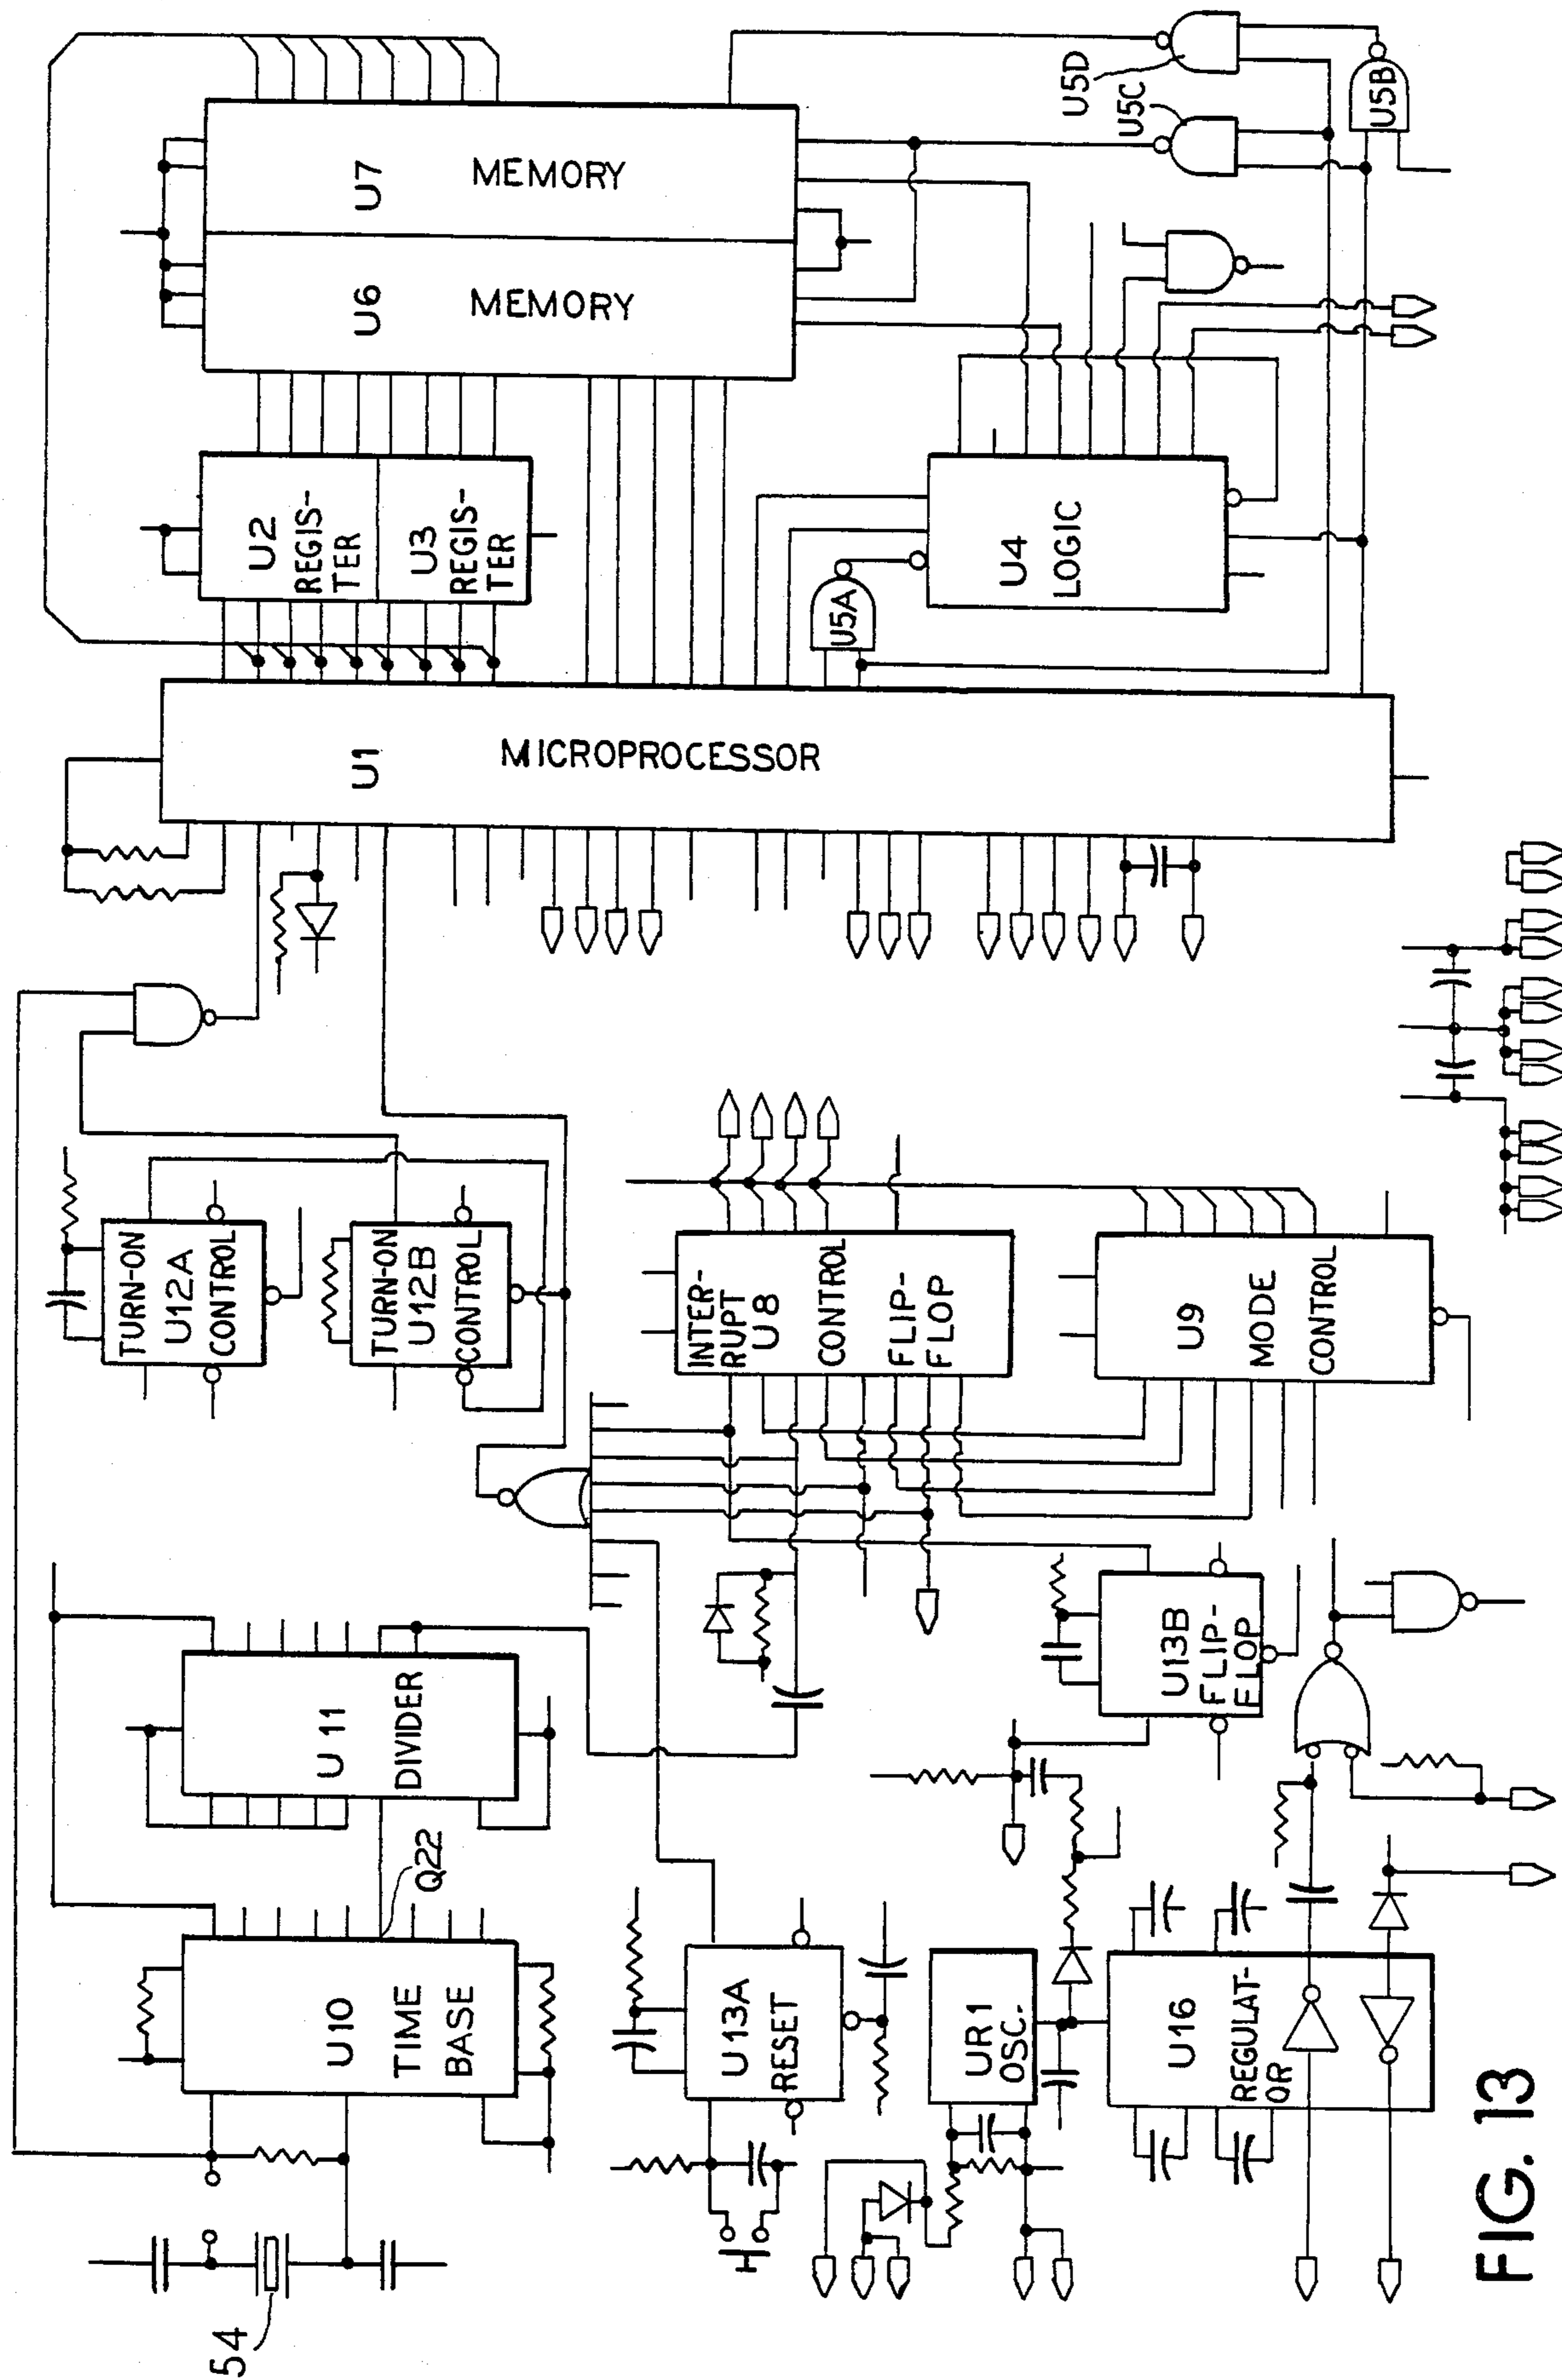 54
U10
TIME
BASE
Q22
U 11
DIVIDER
TURN-ON
U12A
CONTROL
TURN-ON
U12B
CONTROL
U1
MICROPROCESSOR
U2
REGIS-
TER
U3
REGIS-
TER
U6
MEMORY
U7
MEMORY
U13A
RESET
INTER-
RUPT
U8
CONTROL
FLIP-
FLOP
U5A
U4
LOGIC
U5D
U5C
U5B
UR1
OSC.
U13B
FLIP-
FLOP
U9
MODE
CONTROL
U16
REGULAT-
OR
FIG. 13